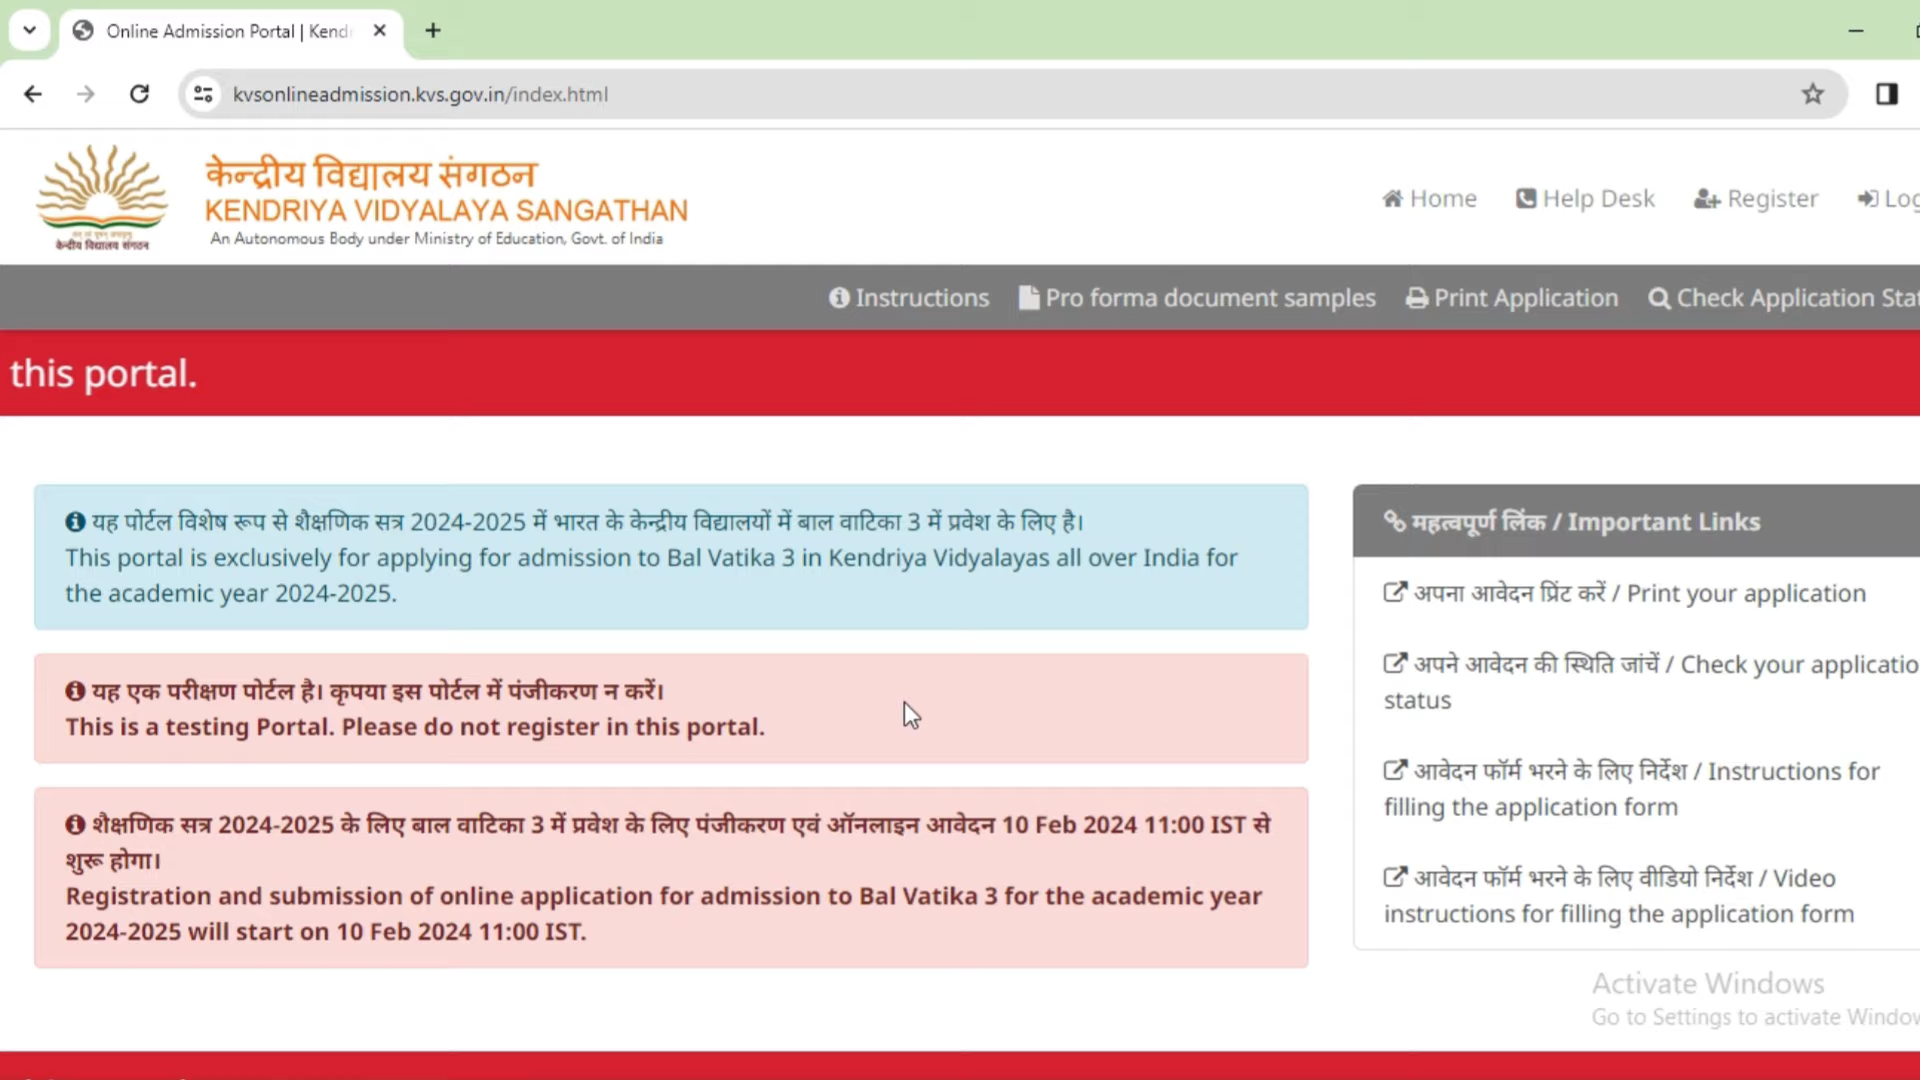 Online Admission Portal | Kend
kvsonlineadmission.kvs.gov.in/index.html
केन्द्रीय विद्यालय संगठन
KENDRIYA VIDYALAYA SANGATHAN
An Autonomous Body under Ministry of Education, Govt. of India
केन्द्रीय विद्यालय संगठन
Home Help Desk Register Log
Instructions Pro forma document samples Print Application Check Application Stat
this portal.
यह पोर्टल विशेष रूप से शैक्षणिक सत्र 2024-2025 में भारत के केन्द्रीय विद्यालयों में बाल वाटिका 3 में प्रवेश के लिए है।
This portal is exclusively for applying for admission to Bal Vatika 3 in Kendriya Vidyalayas all over India for
the academic year 2024-2025.
यह एक परीक्षण पोर्टल है। कृपया इस पोर्टल में पंजीकरण न करें।
This is a testing Portal. Please do not register in this portal.
शैक्षणिक सत्र 2024-2025 के लिए बाल वाटिका 3 में प्रवेश के लिए पंजीकरण एवं ऑनलाइन आवेदन 10 Feb 2024 11:00 IST से
शुरू होगा।
Registration and submission of online application for admission to Bal Vatika 3 for the academic year
2024-2025 will start on 10 Feb 2024 11:00 IST.
महत्वपूर्ण लिंक / Important Links
अपना आवेदन प्रिंट करें / Print your application
अपने आवेदन की स्थिति जांचें / Check your applicatio
status
आवेदन फॉर्म भरने के लिए निर्देश / Instructions for
filling the application form
आवेदन फॉर्म भरने के लिए वीडियो निर्देश / Video
instructions for filling the application form
Activate Windows
Go to Settings to activate Window